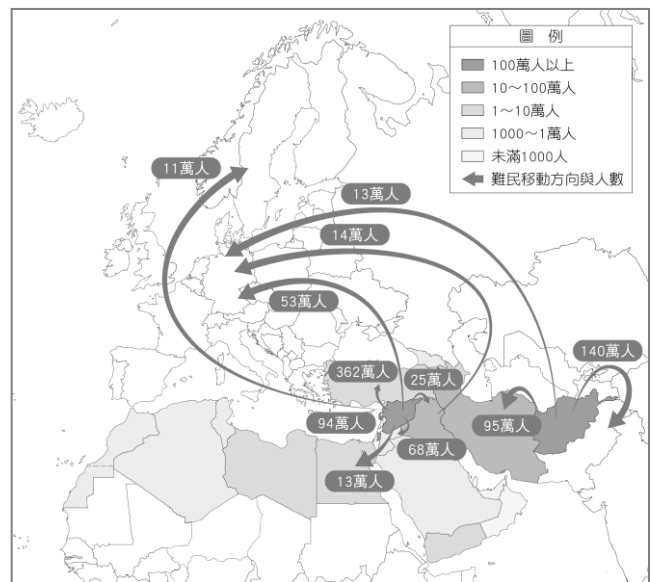 圖 例
100萬人以上
10～100萬人
1～10萬人
1000～1萬人
未滿1000人
難民移動方向與人數
11萬人
13萬人
14萬人
53萬人
140萬人
362萬人
25萬人
94萬人
95萬人
68萬人
13萬人